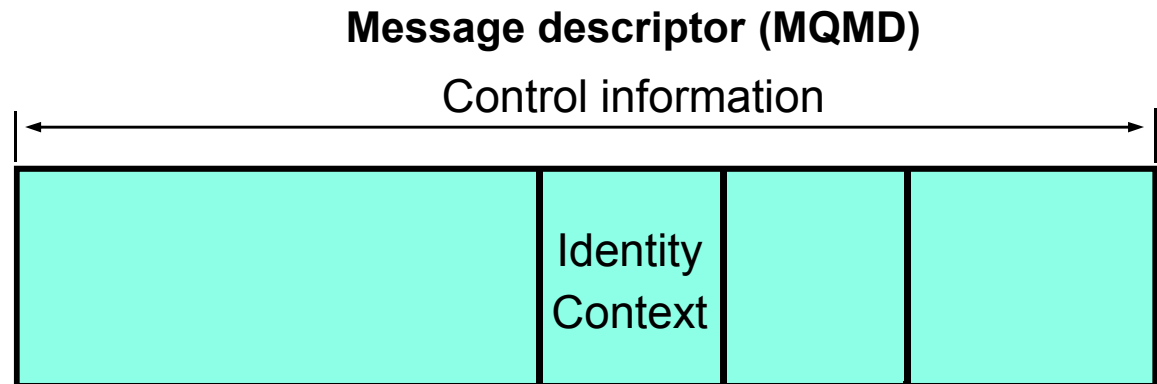 Message descriptor (MQMD)
Control information
Identity
Context